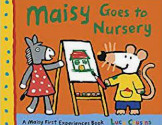 Maisy Goes to
Nursery
A Maisy First Experiences Book
Lucy Cousins